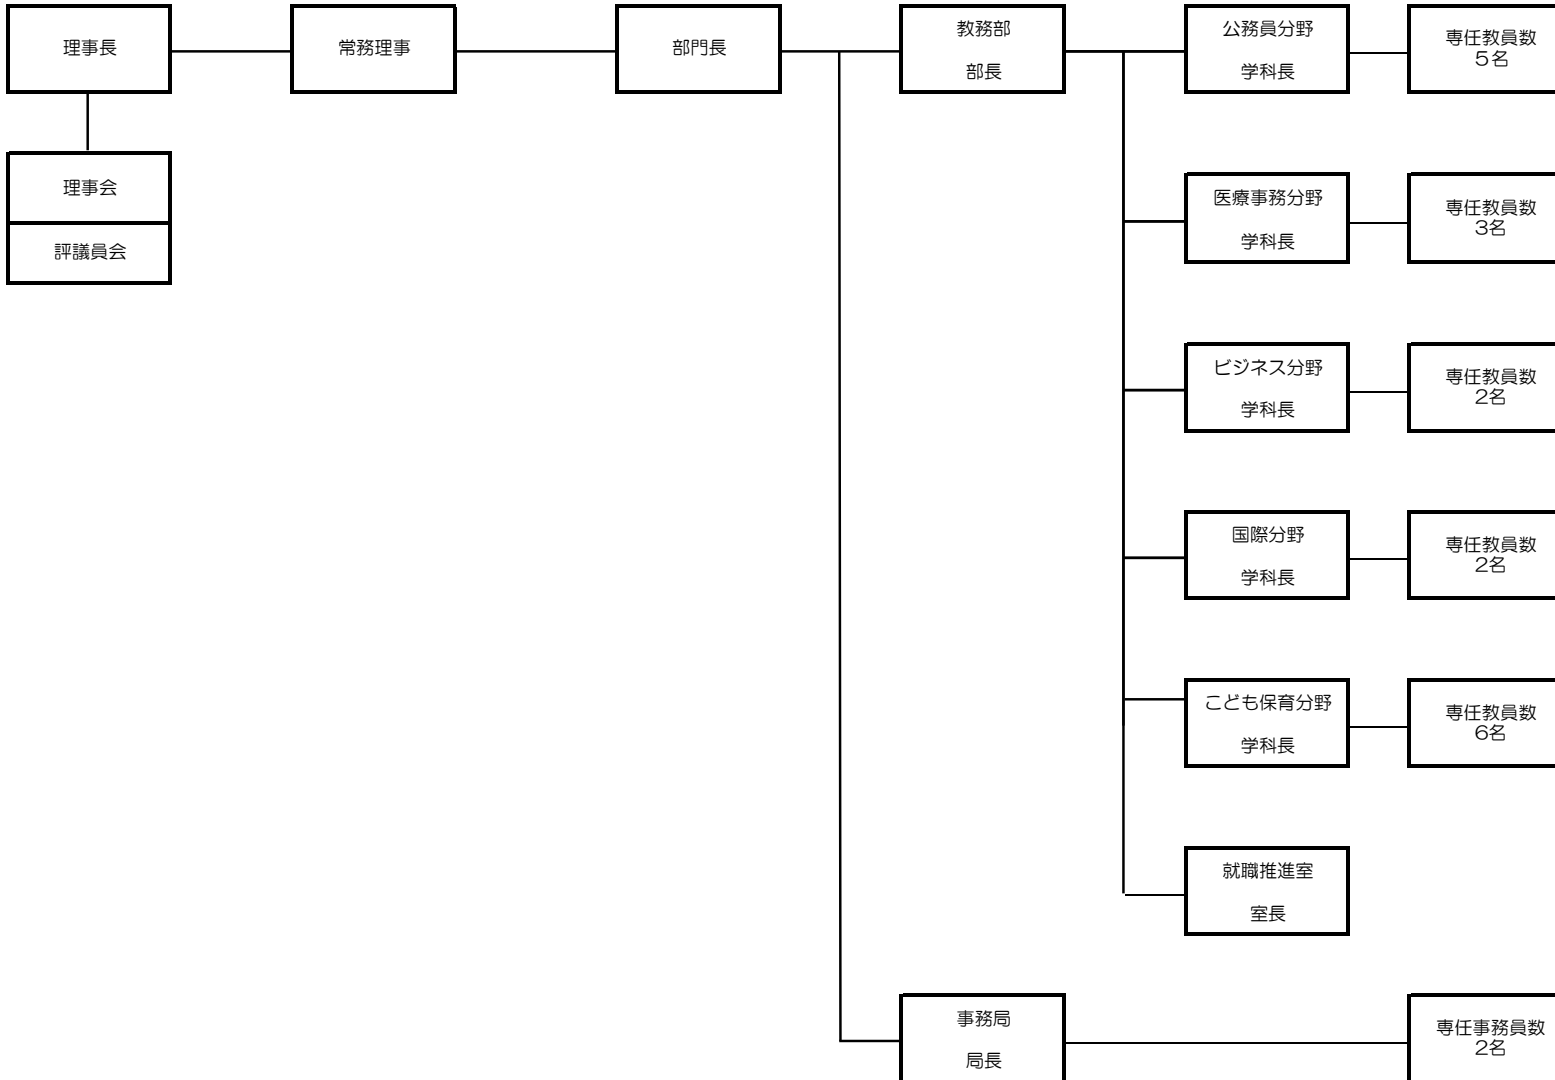 理事長
常務理事
部門長
教務部
部長
公務員分野
学科長
専任教員数
5名
理事会
評議員会
医療事務分野
学科長
専任教員数
3名
ビジネス分野
学科長
専任教員数
2名
国際分野
学科長
専任教員数
2名
こども保育分野
学科長
専任教員数
6名
就職推進室
室長
事務局
局長
専任事務員数
2名